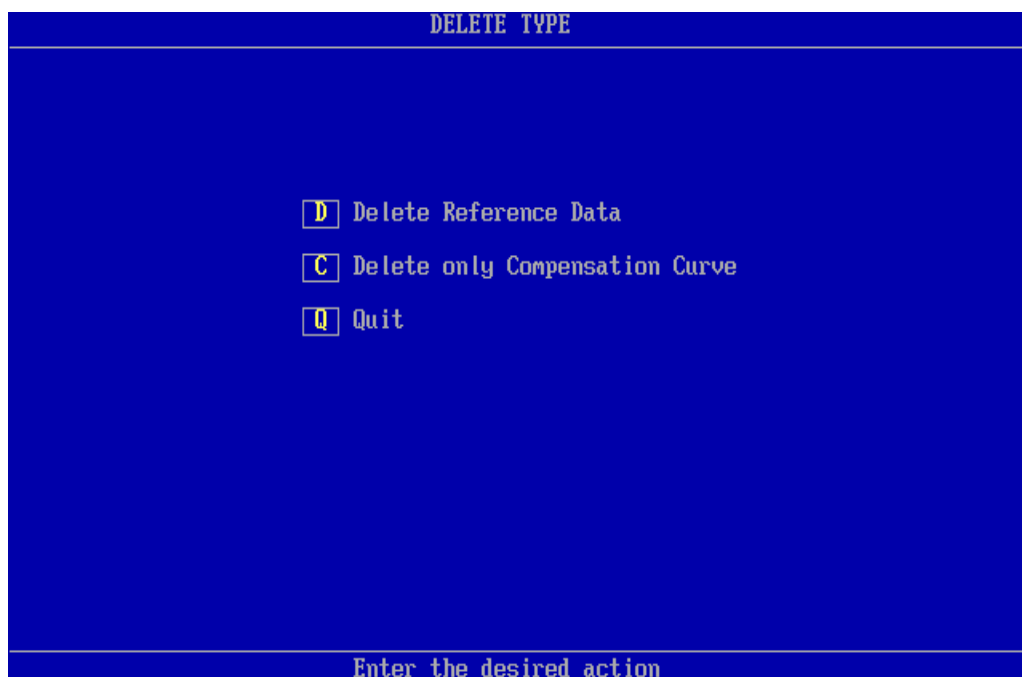 DELETE TYPE
D Delete Reference Data
C Delete only Compensation Curve
Q Quit
Enter the desired action